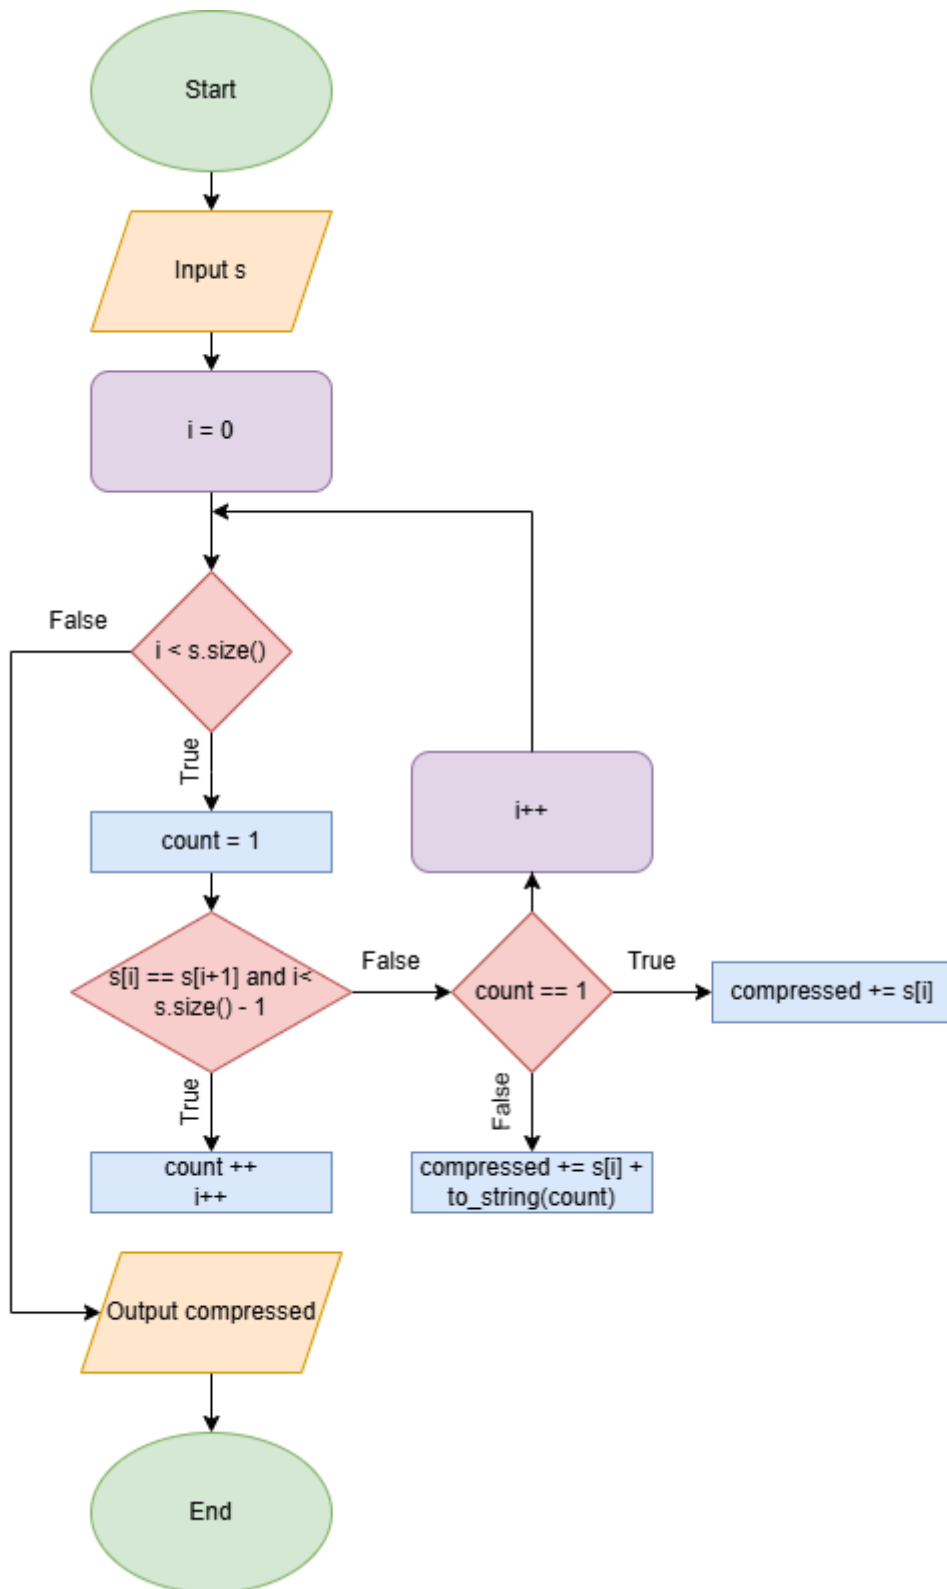 Start
Input s
i = 0
False
i < s.size()
True
count = 1
i++
s[i] == s[i+1] and i<
s.size() - 1
False
count == 1
True
compressed += s[i]
True
False
count ++
i++
compressed += s[i] +
to_string(count)
Output compressed
End